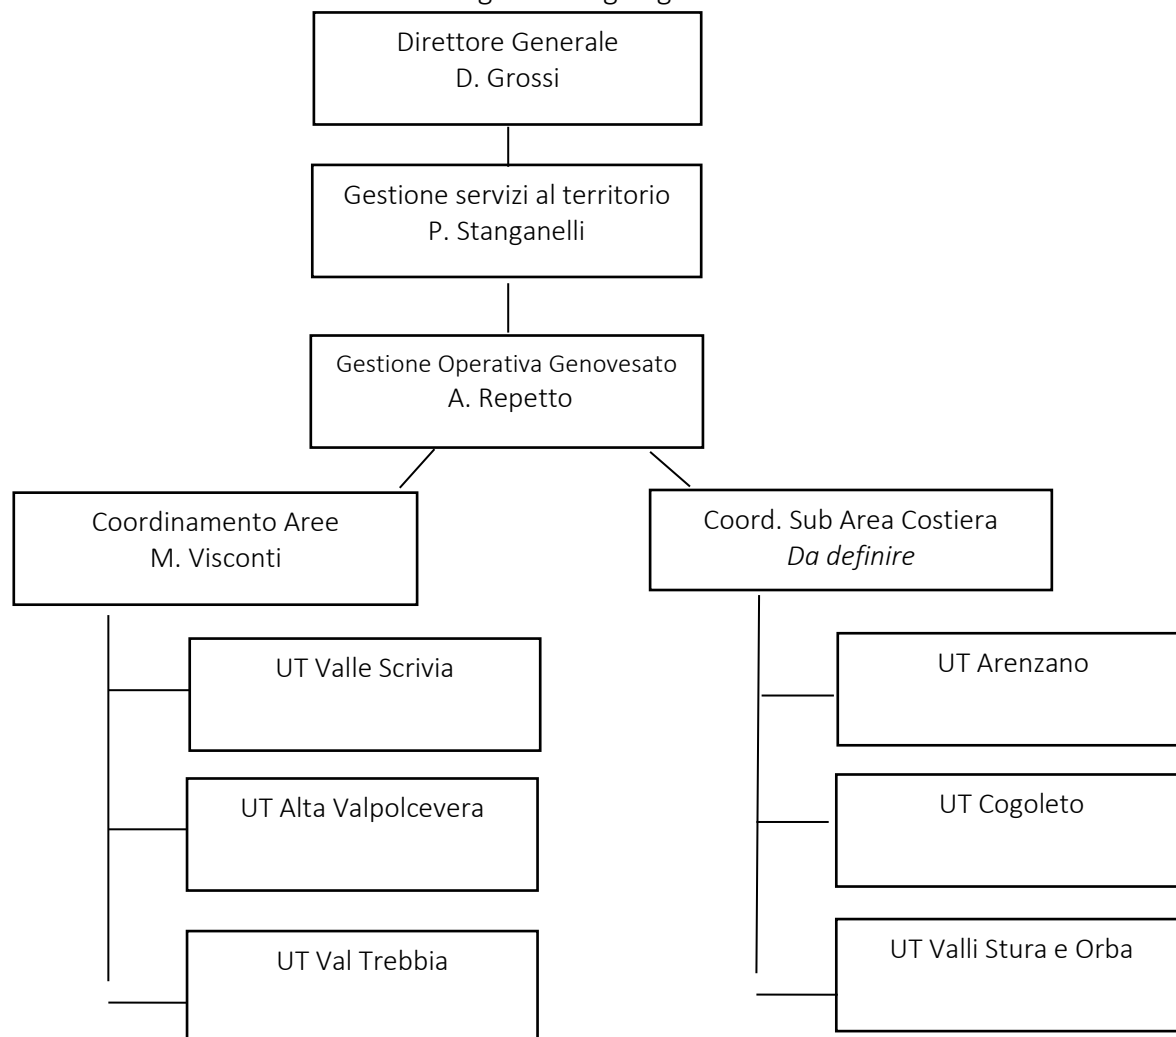 Direttore Generale
D. Grossi
Gestione servizi al territorio
P. Stanganelli
Gestione Operativa Genovesato
A. Repetto
Coordinamento Aree
M. Visconti
Coord. Sub Area Costiera
Da definire
UT Valle Scrivia
UT Alta Valpolcevera
UT Val Trebbia
UT Arenzano
UT Cogoleto
UT Valli Stura e Orba